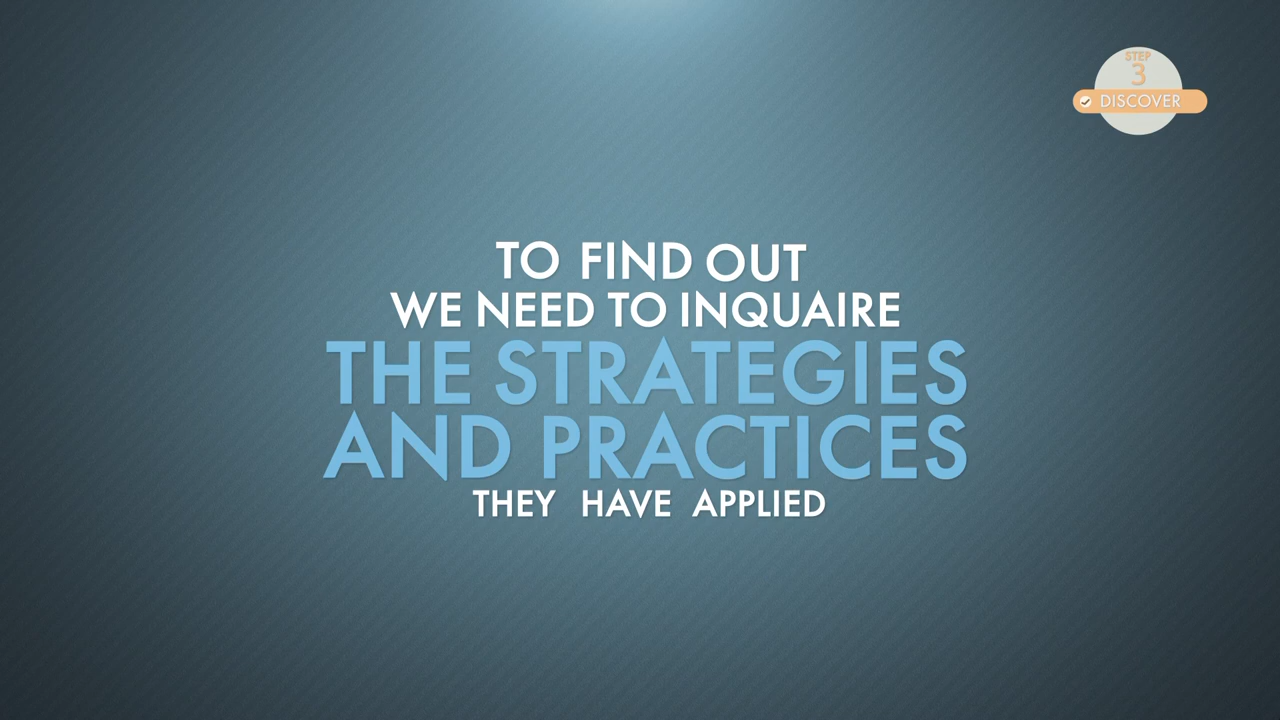 STEP
3
DISCOVER
TO FIND OUT
WE NEED TO INQUAIRE
THE STRATEGIES
AND PRACTICES
THEY HAVE APPLIED